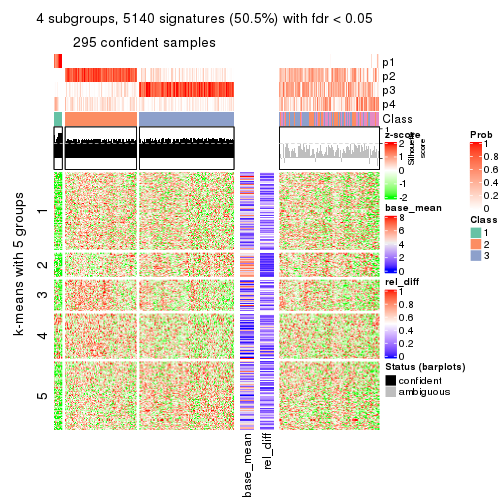 4 subgroups, 5140 signatures (50.5%) with fdr < 0.05
295 confident samples
p1
p2
p3
p4
Class
1
Silhouette score
k-means with 5 groups
1
2
3
4
5
base_mean
rel_diff
z-score
2
1
0
-1
-2
base_mean
8
6
4
2
0
rel_diff
1
0.8
0.6
0.4
0.2
0
Status (barplots)
confident
ambiguous
Prob
1
0.8
0.6
0.4
0.2
0
Class
1
2
3